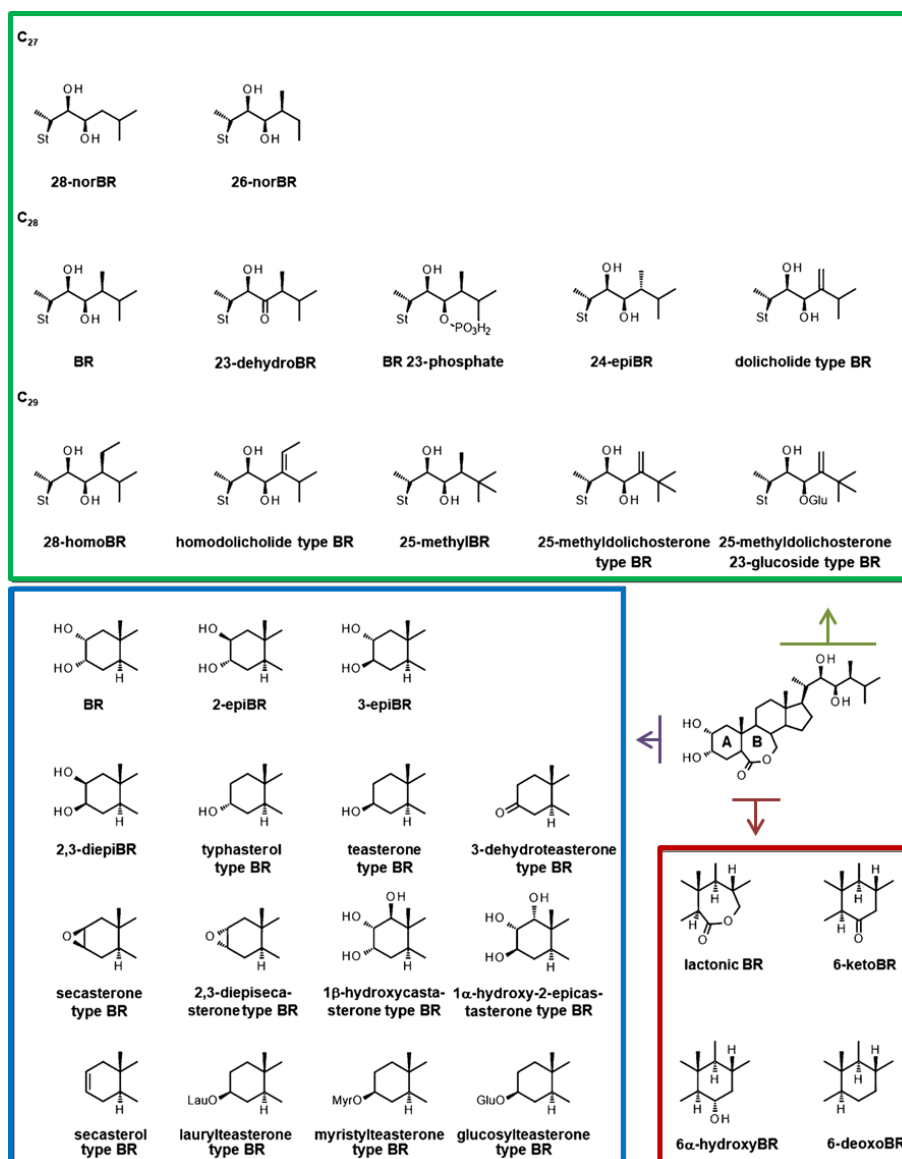 C27
OH
OH
St
OH
St
OH
28-norBR
26-norBR
C28
OH
OH
OH
OH
OH
St
OH
St
O
St
O
PO3H2
St
OH
St
OH
BR
23-dehydroBR
BR 23-phosphate
24-epiBR
dolicholide type BR
C29
OH
OH
OH
OH
OH
St
OH
St
OH
St
OH
St
OH
St
OGlu
28-homoBR
homodolicholide type BR
25-methylBR
25-methyldolichosterone
type BR
25-methyldolichosterone
23-glucoside type BR
HO
HO
H
HO
HO
H
HO
HO
H
BR
2-epiBR
3-epiBR
HO
HO
H
HO
H
HO
H
O
H
2,3-diepiBR
typhasterol
type BR
teasterone
type BR
3-dehydroteasterone
type BR
O
H
O
H
OH
HO
HO
H
OH
HO
HO
H
secasterone
type BR
2,3-diepiseca-
sterone type BR
1β-hydroxycasta-
sterone type BR
1α-hydroxy-2-epicas-
tasterone type BR
H
LauO
H
MyrO
H
GluO
H
secasterol
type BR
laurylteasterone
type BR
myristylteasterone
type BR
glucosylteasterone
type BR
OH
OH
HO
HO
A
B
O
O
H
H
H
O
O
H
H
H
O
lactonic BR
6-ketoBR
H
H
H
OH
H
H
H
6α-hydroxyBR
6-deoxoBR